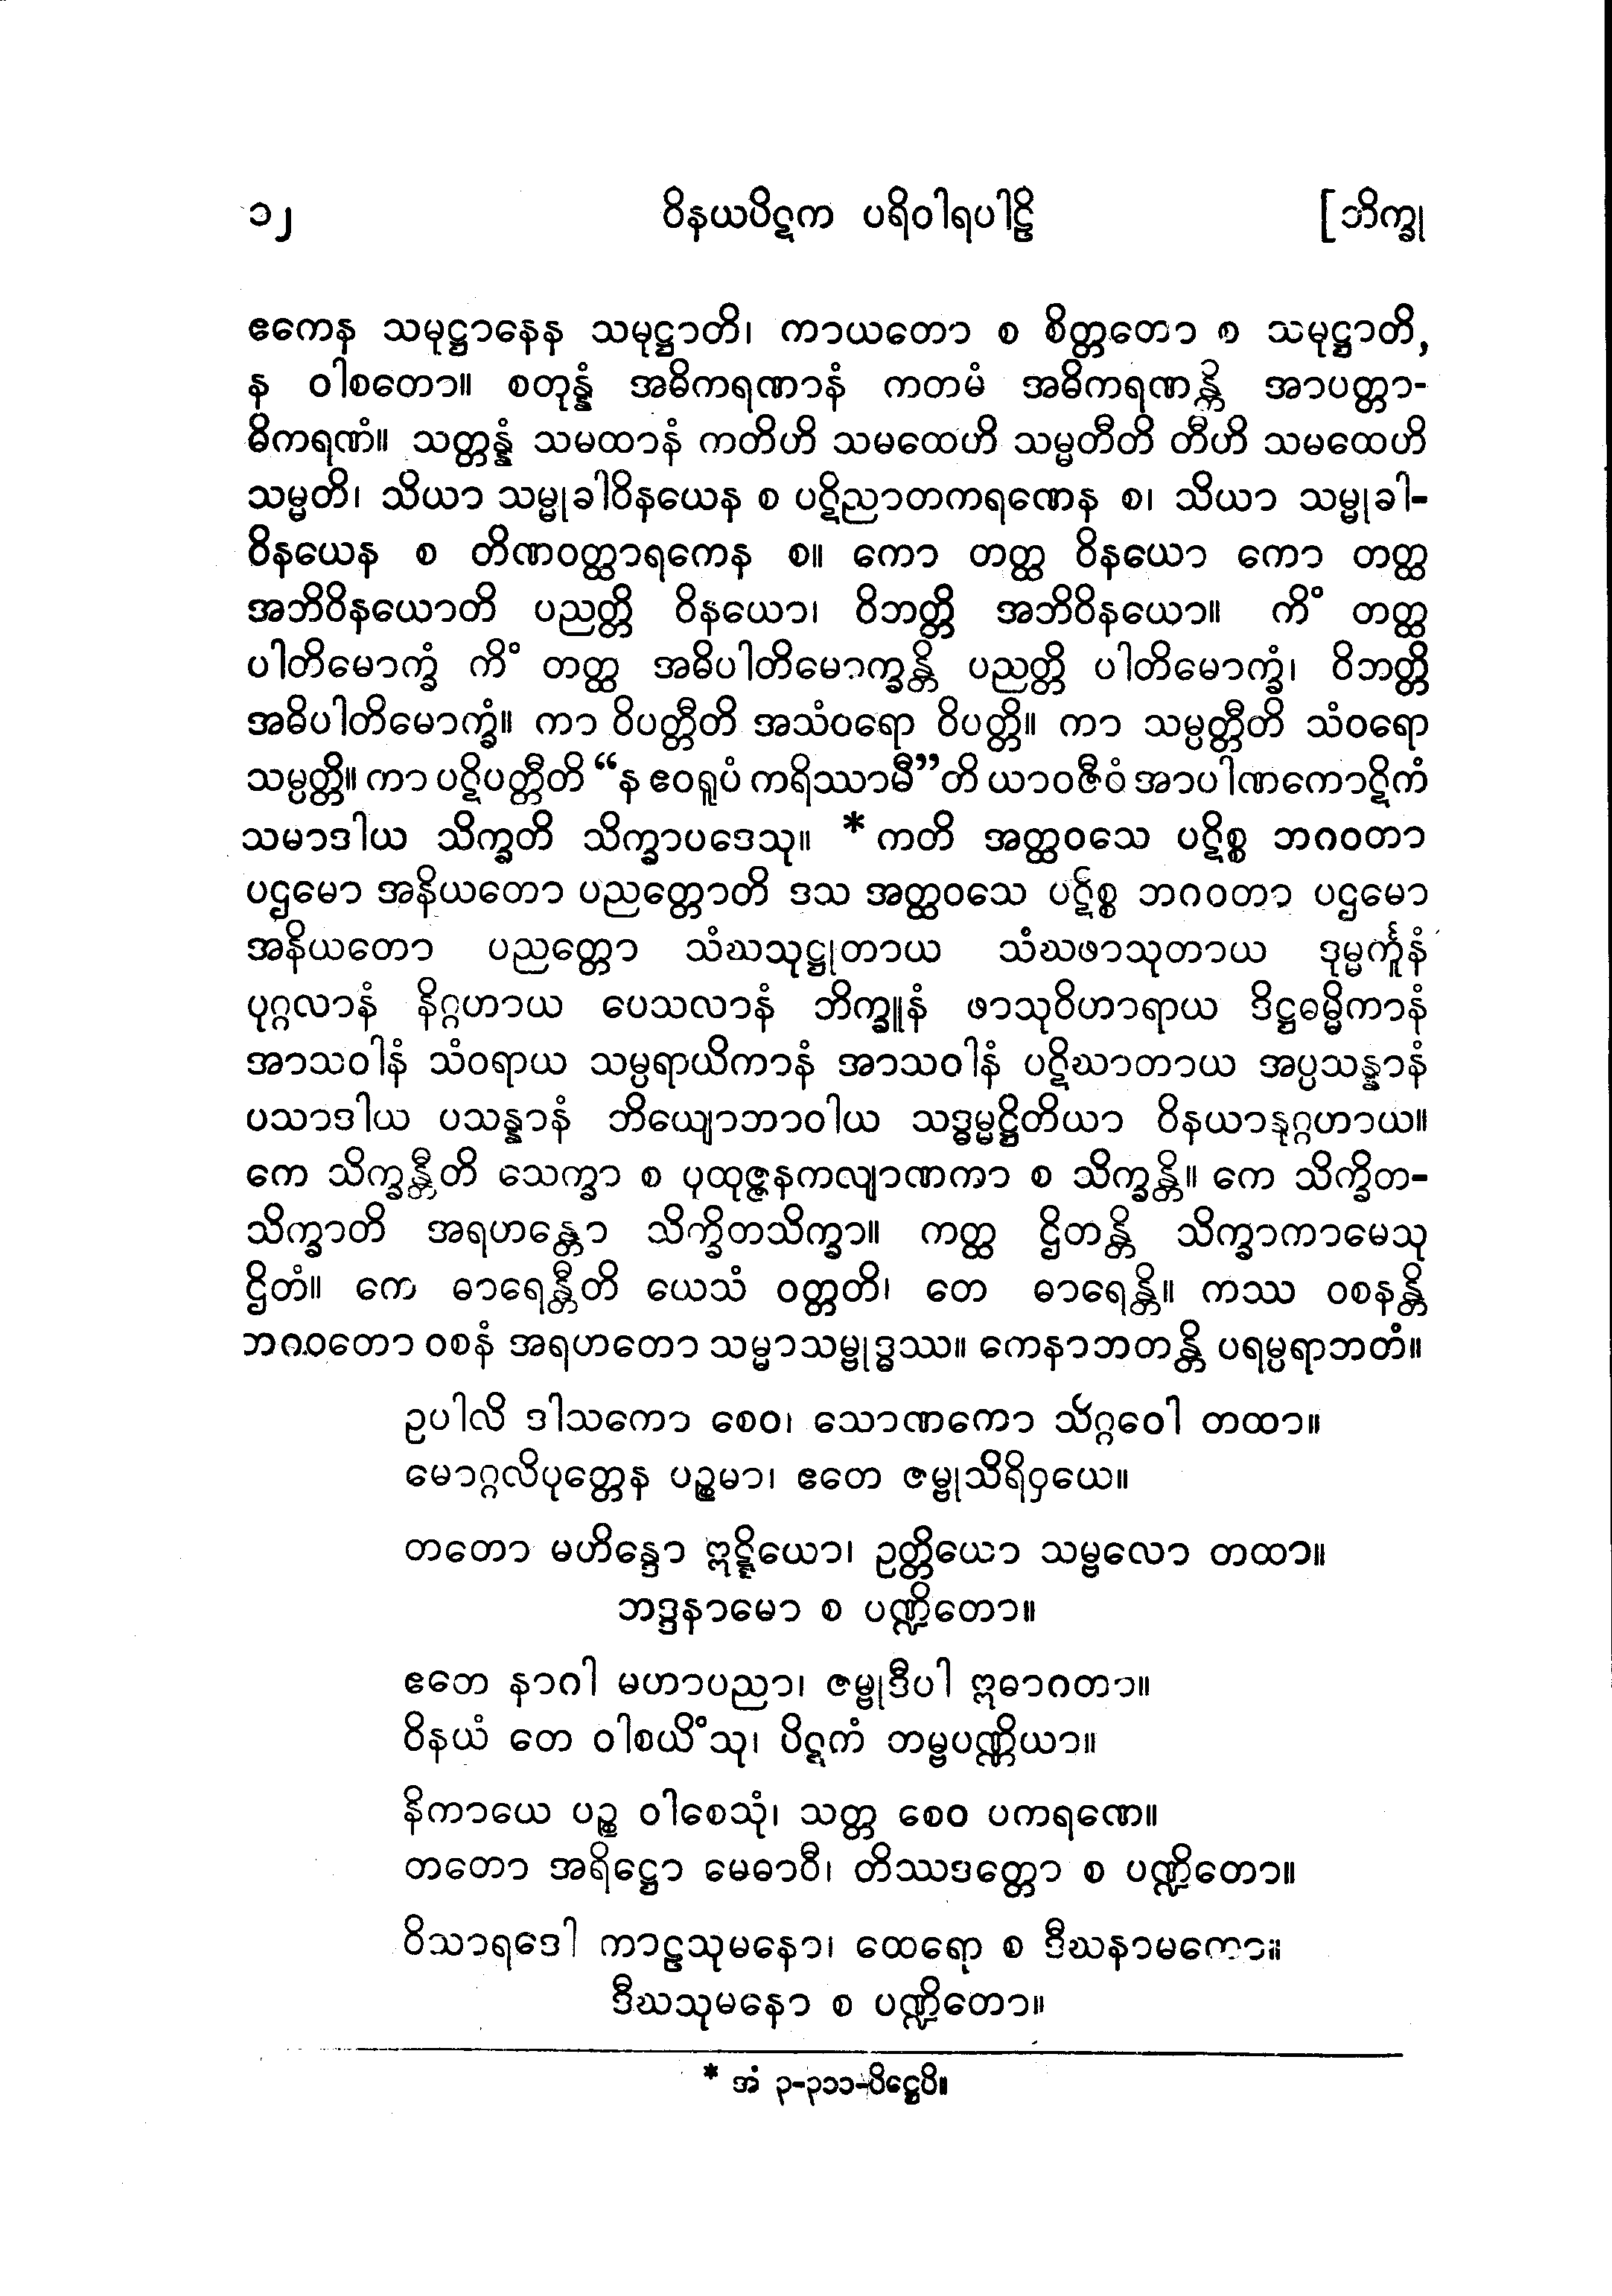 ၁၂ ဝိနယပိဋက ပရိဝါရပါဠိ [ဘိက္ခု
ဧကေန သမုဋ္ဌာနေန သမုဋ္ဌာတိ၊ ကာယတော စ စိတ္တတော စ သမုဋ္ဌာတိ,
န ဝါစတော။ စတုန္နံ အဓိကရဏာနံ ကတမံ အဓိကရဏန္တိ အာပတ္တာ-
ဓိကရဏံ။ သတ္တန္နံ သမထာနံ ကတိဟိ သမထေဟိ သမ္မတီတိ တီဟိ သမထေဟိ
သမ္မတိ၊ သိယာ သမ္မုခါဝိနယေန စ ပဋိညာတကရဏေန စ၊ သိယာ သမ္မုခါ-
ဝိနယေန စ တိဏဝတ္ထာရကေန စ။ ကော တတ္ထ ဝိနယော ကော တတ္ထ
အဘိဝိနယောတိ ပညတ္တိ ဝိနယော၊ ဝိဘတ္တိ အဘိဝိနယော။ ကိံ တတ္ထ
ပါတိမောက္ခံ ကိံ တတ္ထ အဓိပါတိမောက္ခန္တိ ပညတ္တိ ပါတိမောက္ခံ၊ ဝိဘတ္တိ
အဓိပါတိမောက္ခံ။ ကာ ဝိပတ္တီတိ အသံဝရော ဝိပတ္တိ။ ကာ သမ္ပတ္တီတိ သံဝရော
သမ္ပတ္တိ။ ကာ ပဋိပတ္တီတိ “န ဧဝရူပံ ကရိဿာမီ”တိ ယာဝဇီဝံ အာပါဏကောဋိကံ
သမာဒါယ သိက္ခတိ သိက္ခာပဒေသု။ * ကတိ အတ္ထဝသေ ပဋိစ္စ ဘဂဝတာ
ပဌမော အနိယတော ပညတ္တောတိ ဒသ အတ္ထဝသေ ပဋိစ္စ ဘဂဝတာ ပဌမော
အနိယတော ပညတ္တော သံဃသုဋ္ဌုတာယ သံဃဖာသုတာယ ဒုမ္မင်္ကူနံ
ပုဂ္ဂလာနံ နိဂ္ဂဟာယ ပေသလာနံ ဘိက္ခူနံ ဖာသုဝိဟာရာယ ဒိဋ္ဌဓမ္မိကာနံ
အာသဝါနံ သံဝရာယ သမ္ပရာယိကာနံ အာသဝါနံ ပဋိဃာတာယ အပ္ပသန္နာနံ
ပသာဒါယ ပသန္နာနံ ဘိယျောဘာဝါယ သဒ္ဓမ္မဋ္ဌိတိယာ ဝိနယာနုဂ္ဂဟာယ။
ကေ သိက္ခန္တီတိ သေက္ခာ စ ပုထုဇ္ဇနကလျာဏကာ စ သိက္ခန္တိ။ ကေ သိက္ခိတ-
သိက္ခာတိ အရဟန္တော သိက္ခိတသိက္ခာ။ ကတ္ထ ဌိတန္တိ သိက္ခာကာမေသု
ဌိတံ။ ကေ ဓာရေန္တီတိ ယေသံ ဝတ္တတိ၊ တေ ဓာရေန္တိ။ ကဿ ဝစနန္တိ
ဘဂဝတော ဝစနံ အရဟတော သမ္မာသမ္ဗုဒ္ဓဿ။ ကေနာဘတန္တိ ပရမ္ပရာဘတံ။
ဥပါလိ ဒါသကော စေဝ၊ သောဏကော သိဂ္ဂဝေါ တထာ။
မောဂ္ဂလိပုတ္တေန ပဉ္စမာ၊ ဧတေ ဇမ္ဗုသိရိဝှယေ။
တတော မဟိန္ဒော ဣဋ္ဋိယော၊ ဥတ္တိယော သမ္ဗလော တထာ။
ဘဒ္ဒနာမော စ ပဏ္ဍိတော။
ဧတေ နာဂါ မဟာပညာ၊ ဇမ္ဗုဒီပါ ဣဓာဂတာ။
ဝိနယံ တေ ဝါစယိံသု၊ ပိဋကံ တမ္ဗပဏ္ဏိယာ။
နိကာယေ ပဉ္စ ဝါစေသုံ၊ သတ္တ စေဝ ပကရဏေ။
တတော အရိဋ္ဌော မေဓာဝီ၊ တိဿဒတ္တော စ ပဏ္ဍိတော။
ဝိသာရဒေါ ကာဠသုမနော၊ ထေရော စ ဒီဃနာမကော။
ဒီဃသုမနော စ ပဏ္ဍိတော။
* အံ ၃-၃၁၁-ပိဋ္ဌေပိ။